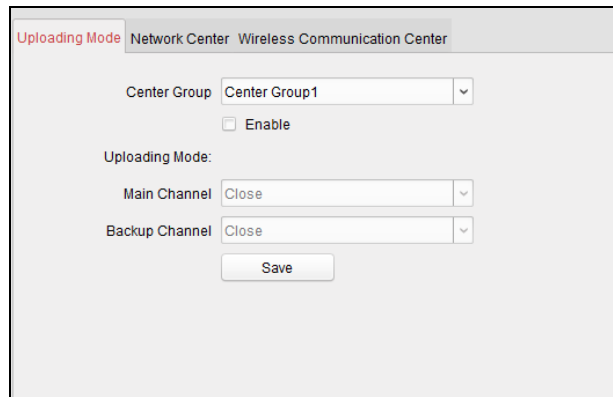 Uploading Mode Network Center Wireless Communication Center
Center Group Center Group1
Enable
Uploading Mode:
Main Channel Close
Backup Channel Close
Save